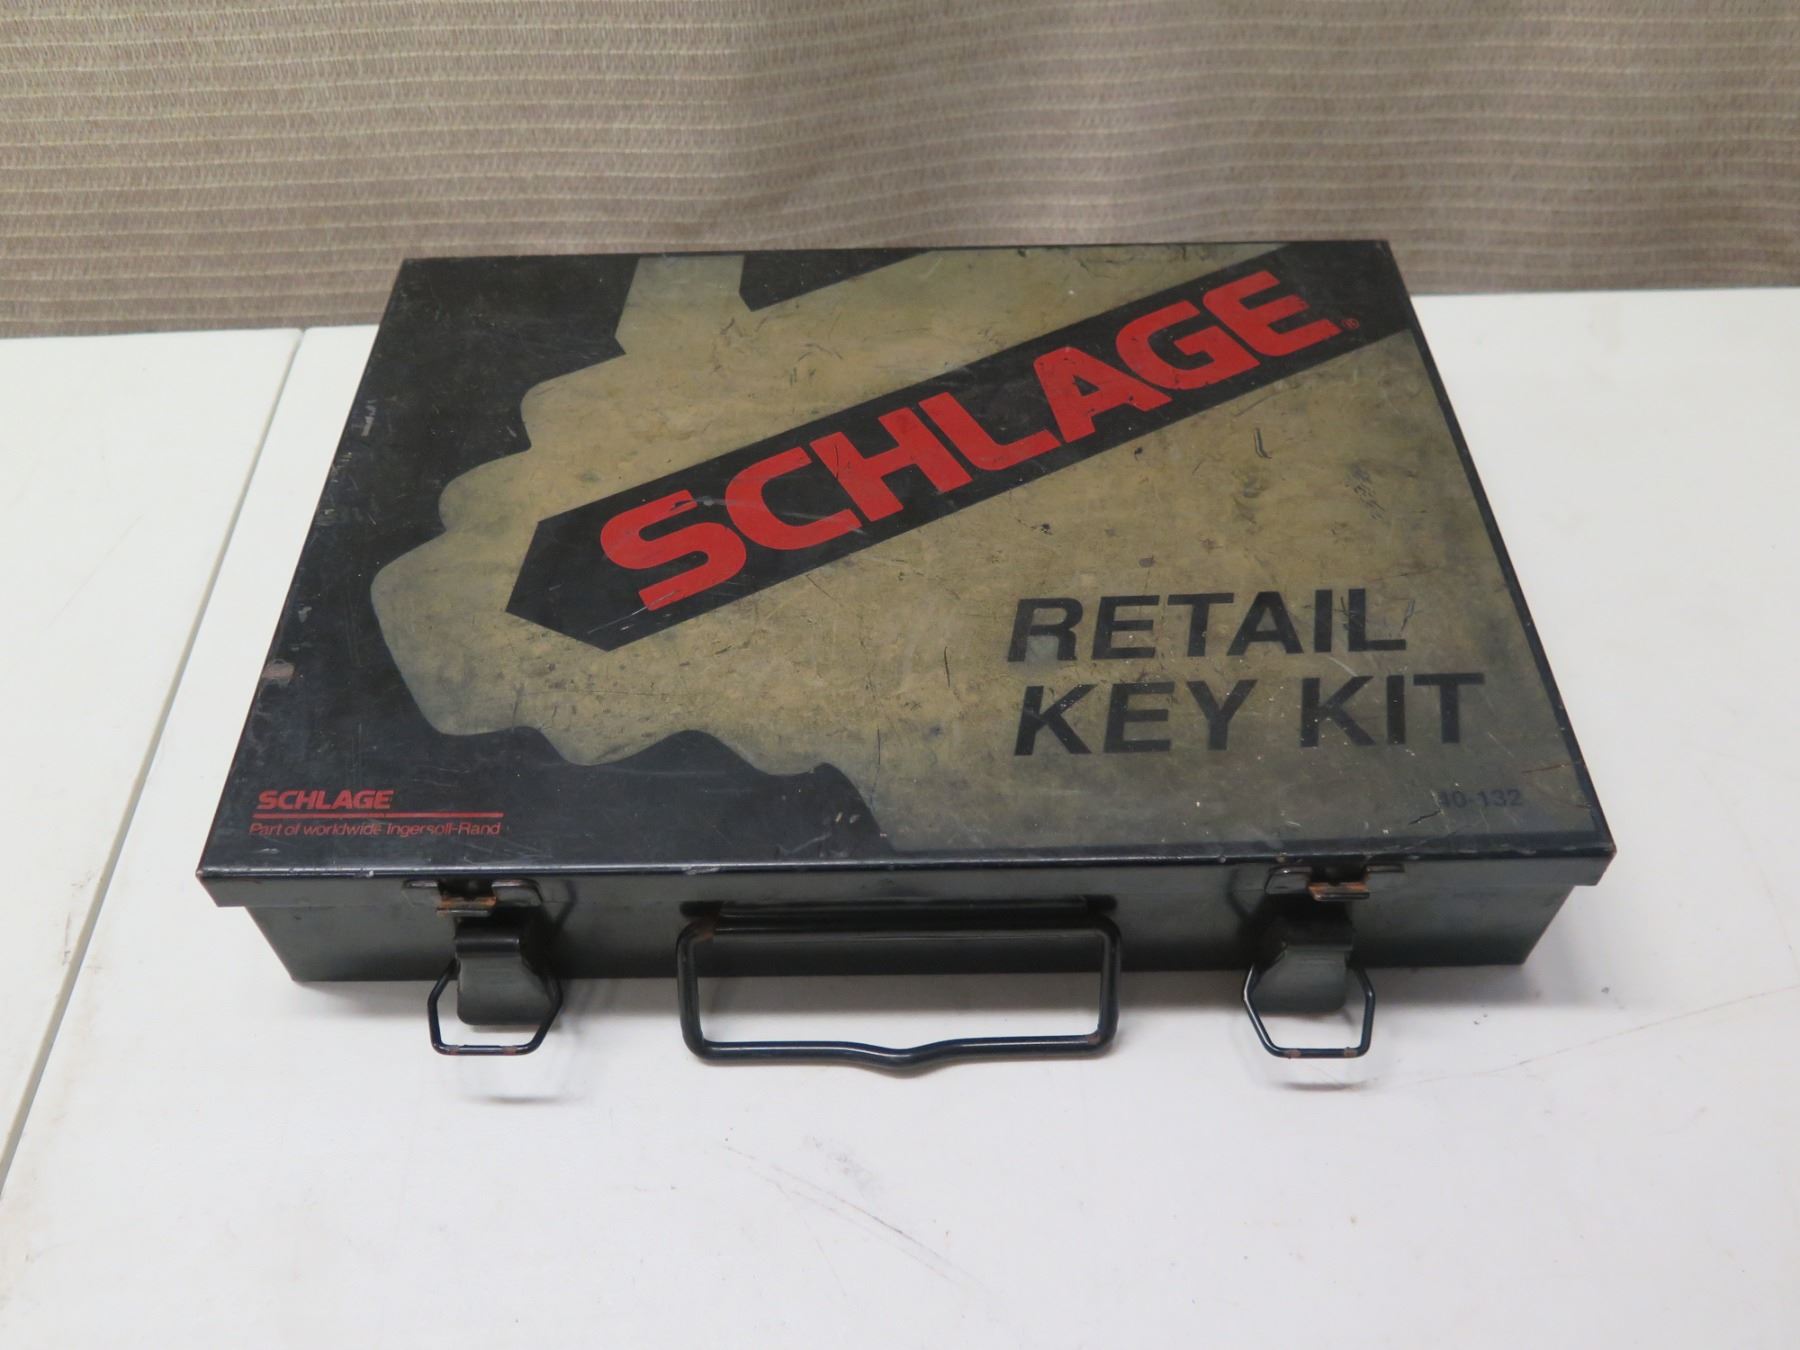 SCHLAGE®
RETAIL
KEY KIT
40-132
SCHLAGE
Part of worldwide Ingersoll-Rand